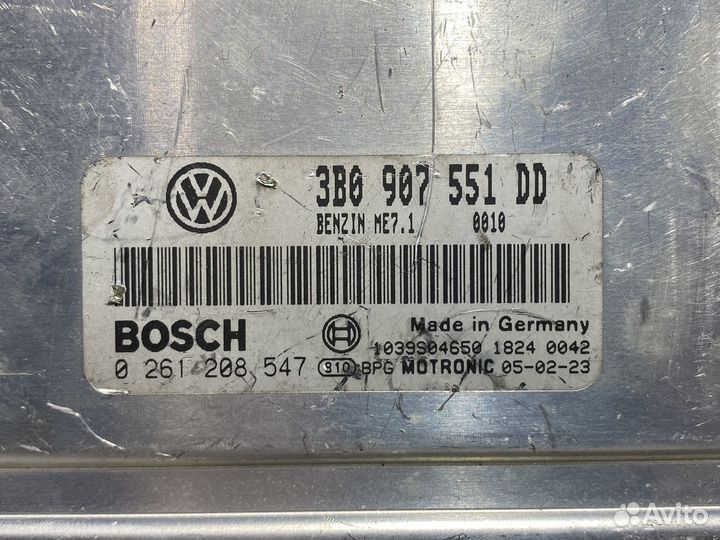 3B0 907 551 DD
BENZIN ME7.1 0010
BOSCH
Made in Germany
1039S04650 1824 0042
0 261 208 547 S10 BPG MOTRONIC 05-02-23
Avito